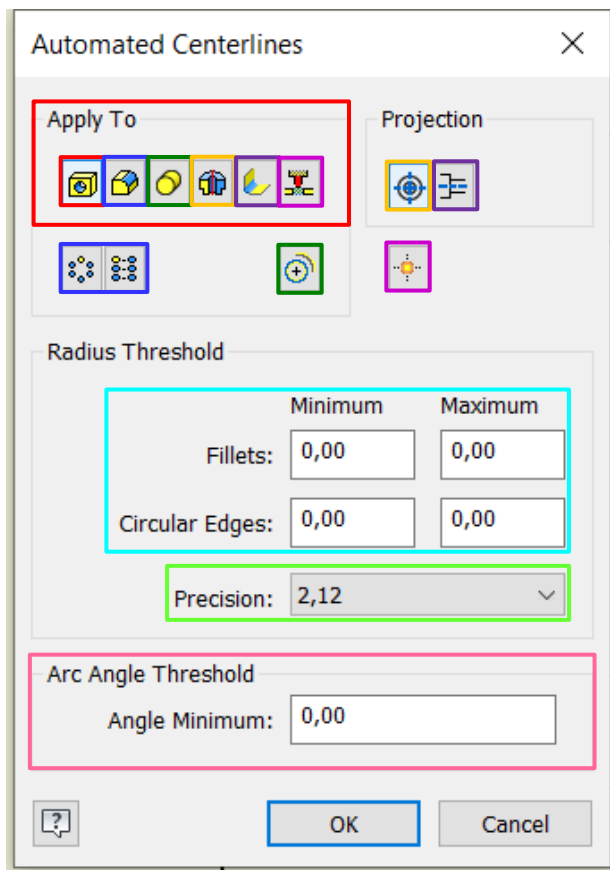 Automated Centerlines
Apply To
Projection
Radius Threshold
Minimum Maximum
Fillets: 0,00 0,00
Circular Edges: 0,00 0,00
Precision: 2,12
Arc Angle Threshold
Angle Minimum: 0,00
OK Cancel